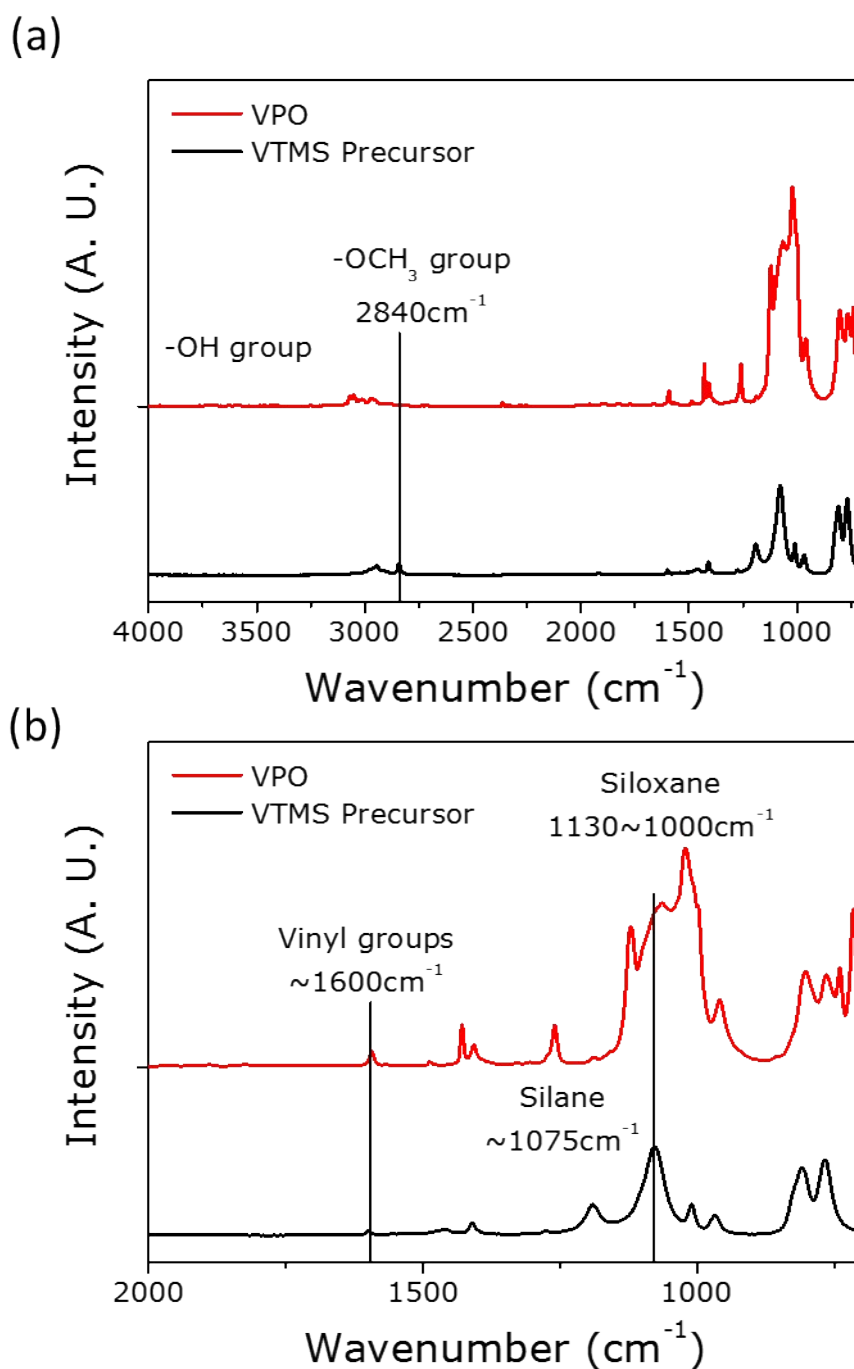 (a)
VPO
VTMS Precursor
-OCH₃ group
2840cm⁻¹
-OH group
Intensity (A. U.)
4000 3500 3000 2500 2000 1500 1000
Wavenumber (cm⁻¹)
(b)
VPO
VTMS Precursor
Siloxane
1130~1000cm⁻¹
Vinyl groups
~1600cm⁻¹
Silane
~1075cm⁻¹
Intensity (A. U.)
2000 1500 1000
Wavenumber (cm⁻¹)